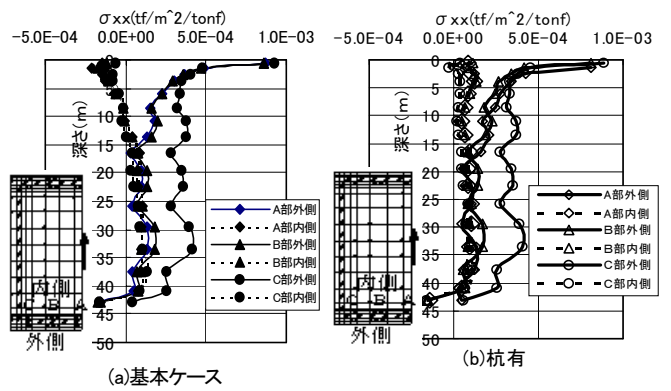 σxx(tf/m^2/tonf)
-5.0E-04 0.0E+00 5.0E-04 1.0E-03
0
5
10
15
20
25
30
35
40
45
50
深さ(m)
A部外側
A部内側
B部外側
B部内側
C部外側
C部内側
内側
C B A
外側
(a)基本ケース
σxx(tf/m^2/tonf)
-5.0E-04 0.0E+00 5.0E-04 1.0E-03
0
5
10
15
20
25
30
35
40
45
50
深さ(m)
A部外側
A部内側
B部外側
B部内側
C部外側
C部内側
内側
C B A
外側
(b)杭有